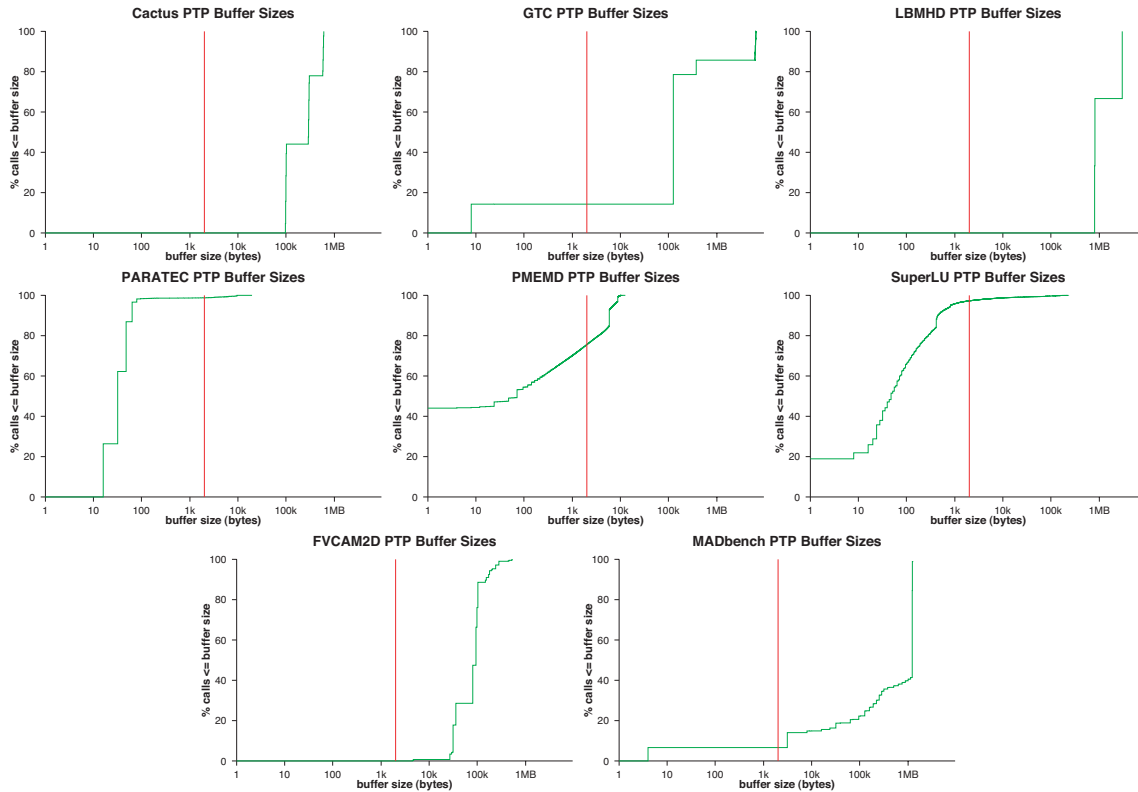 Cactus PTP Buffer Sizes
% calls <= buffer size
100
80
60
40
20
0
1 10 100 1k 10k 100k 1MB
buffer size (bytes)
GTC PTP Buffer Sizes
% calls <= buffer size
100
80
60
40
20
0
1 10 100 1k 10k 100k 1MB
buffer size (bytes)
LBMHD PTP Buffer Sizes
% calls <= buffer size
100
80
60
40
20
0
1 10 100 1k 10k 100k 1MB
buffer size (bytes)
PARATEC PTP Buffer Sizes
% calls <= buffer size
100
80
60
40
20
0
1 10 100 1k 10k 100k 1MB
buffer size (bytes)
PMEMD PTP Buffer Sizes
% calls <= buffer size
100
80
60
40
20
0
1 10 100 1k 10k 100k 1MB
buffer size (bytes)
SuperLU PTP Buffer Sizes
% calls <= buffer size
100
80
60
40
20
0
1 10 100 1k 10k 100k 1MB
buffer size (bytes)
FVCAM2D PTP Buffer Sizes
% calls <= buffer size
100
80
60
40
20
0
1 10 100 1k 10k 100k 1MB
buffer size (bytes)
MADbench PTP Buffer Sizes
% calls <= buffer size
100
80
60
40
20
0
1 10 100 1k 10k 100k 1MB
buffer size (bytes)